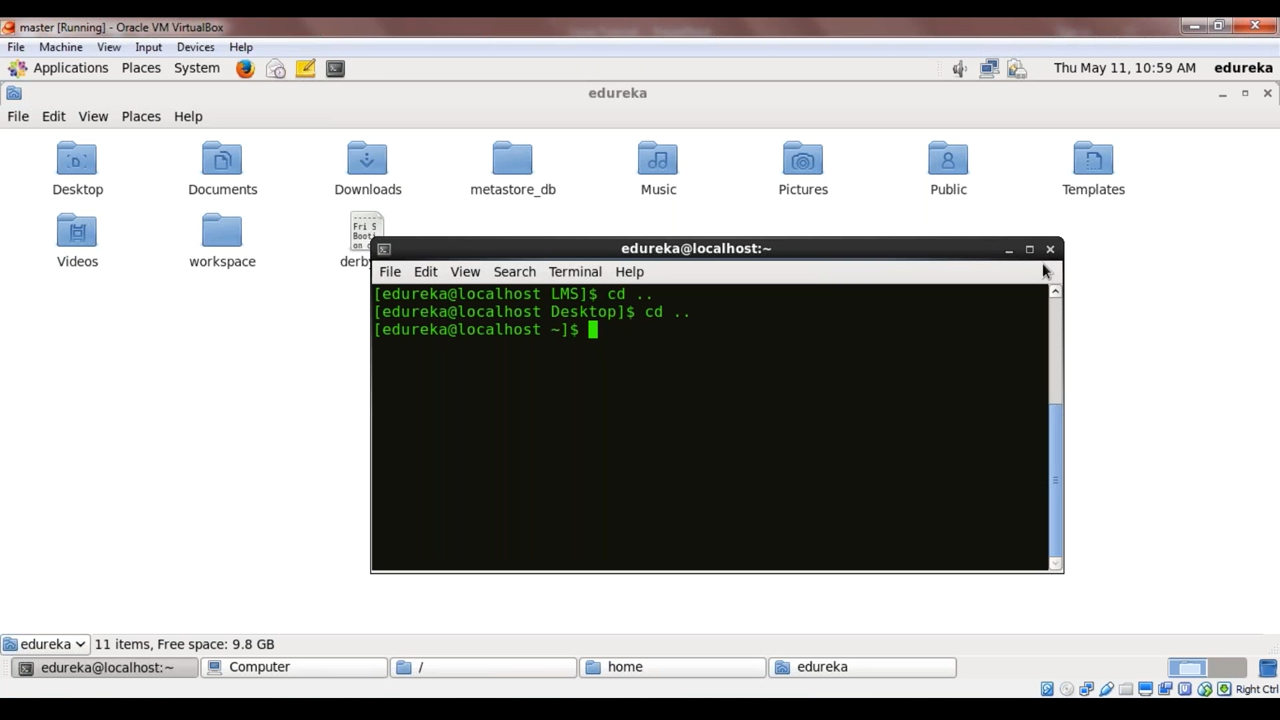 master [Running] - Oracle VM VirtualBox
File Machine View Input Devices Help
Applications Places System Thu May 11, 10:59 AM edureka
edureka
File Edit View Places Help
Desktop Documents Downloads metastore_db Music Pictures Public Templates
Fri S
Booti
on
Videos workspace derby
edureka@localhost:~
File Edit View Search Terminal Help
[edureka@localhost LMS]$ cd ..
[edureka@localhost Desktop]$ cd ..
[edureka@localhost ~]$
edureka 11 items, Free space: 9.8 GB
edureka@localhost:~ Computer / home edureka
Right Ctrl